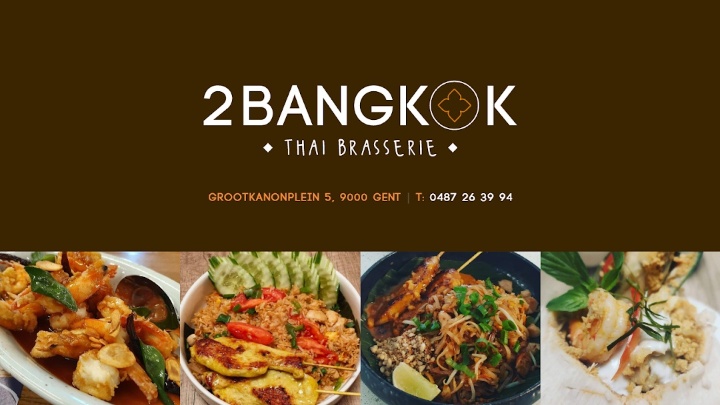 2BANGKOK
◆ THAI BRASSERIE ◆
GROOTKANONPLEIN 5, 9000 GENT | T: 0487 26 39 94